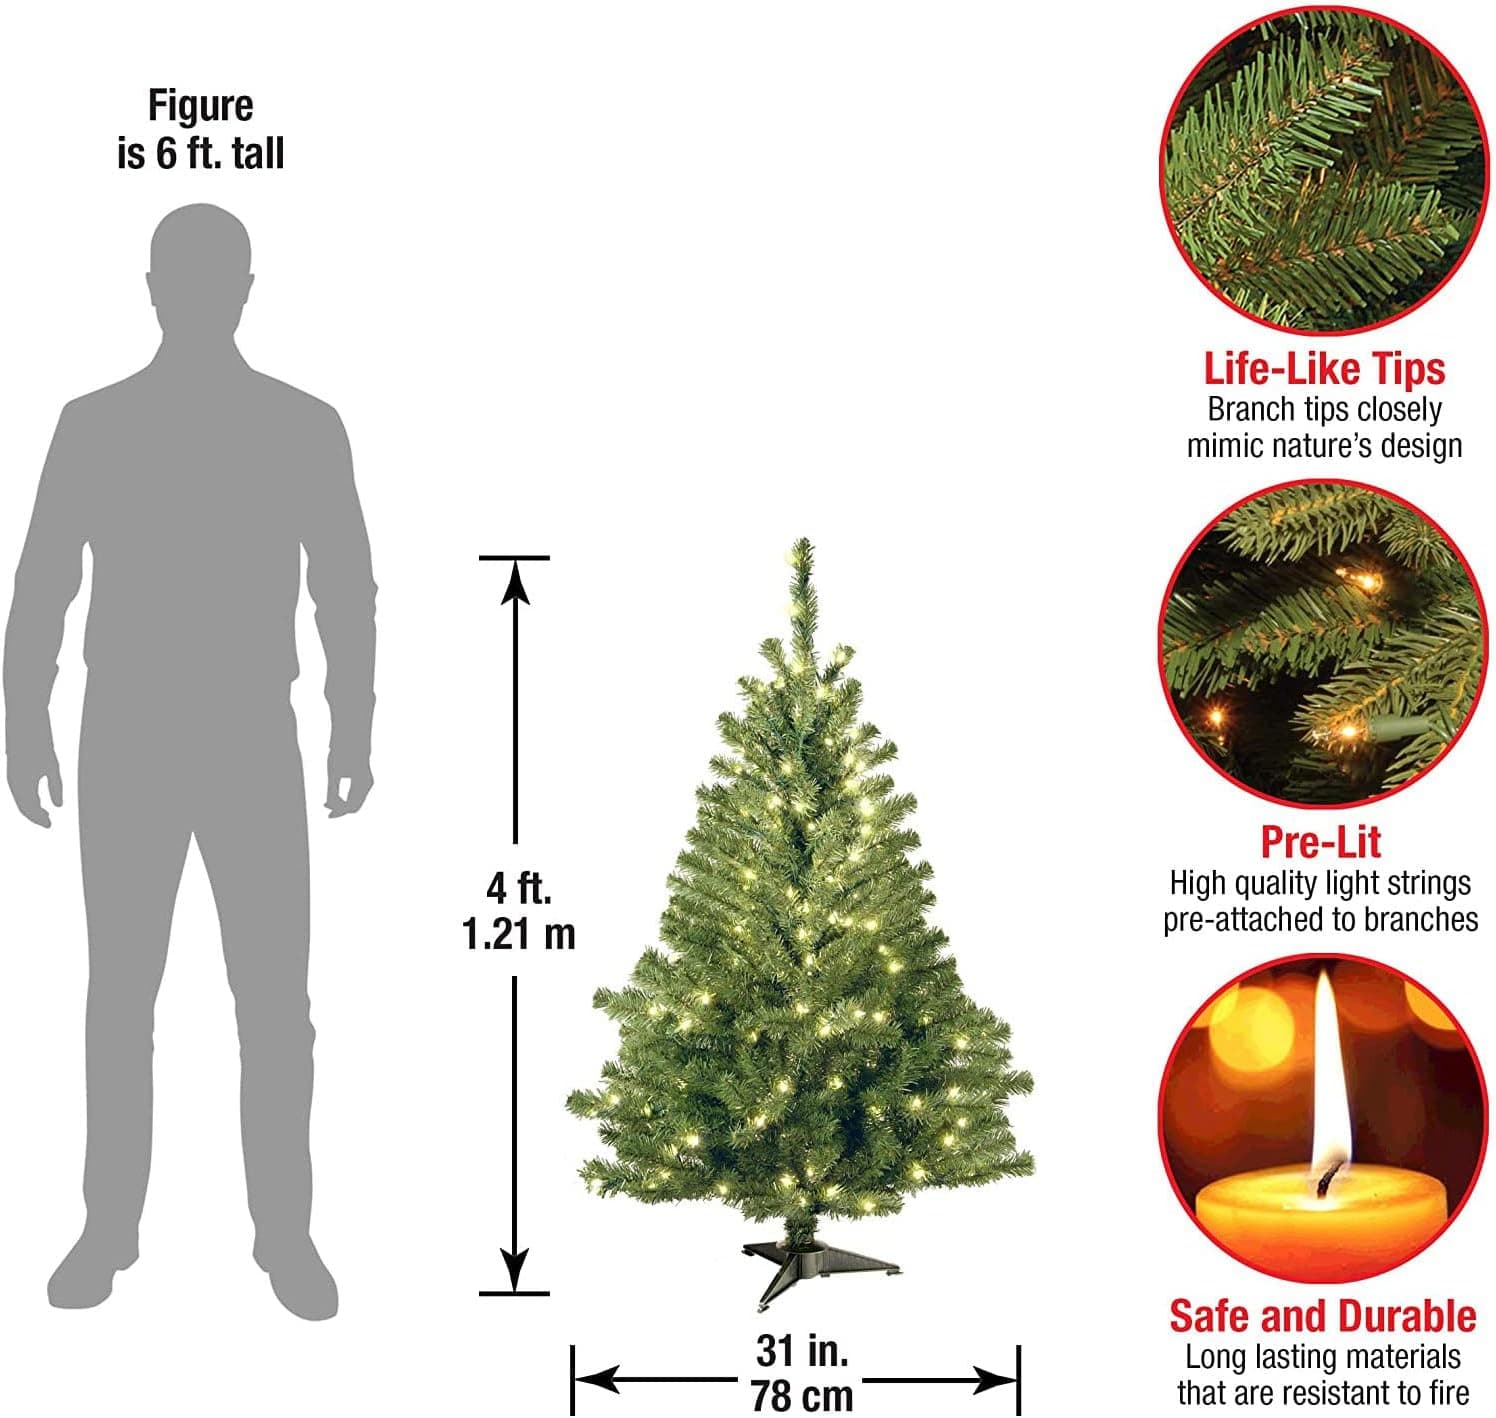 Figure
is 6 ft. tall
4 ft.
1.21 m
31 in.
78 cm
Life-Like Tips
Branch tips closely
mimic nature's design
Pre-Lit
High quality light strings
pre-attached to branches
Safe and Durable
Long lasting materials
that are resistant to fire